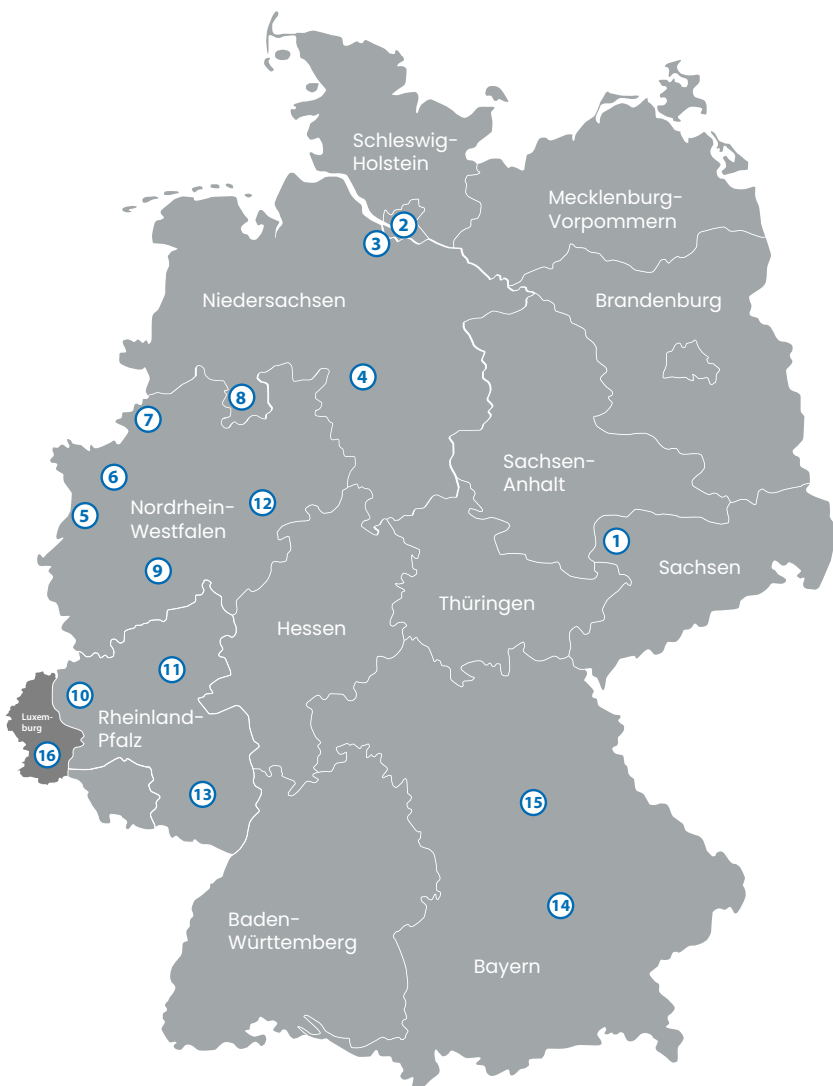 Schleswig-
Holstein
Mecklenburg-
Vorpommern
2
3
Niedersachsen
Brandenburg
4
8
7
Sachsen-
Anhalt
6
5
Nordrhein-
Westfalen
12
1
Sachsen
9
Thüringen
Hessen
11
10
Rheinland-
Pfalz
Luxem-
burg
16
13
15
14
Baden-
Württemberg
Bayern